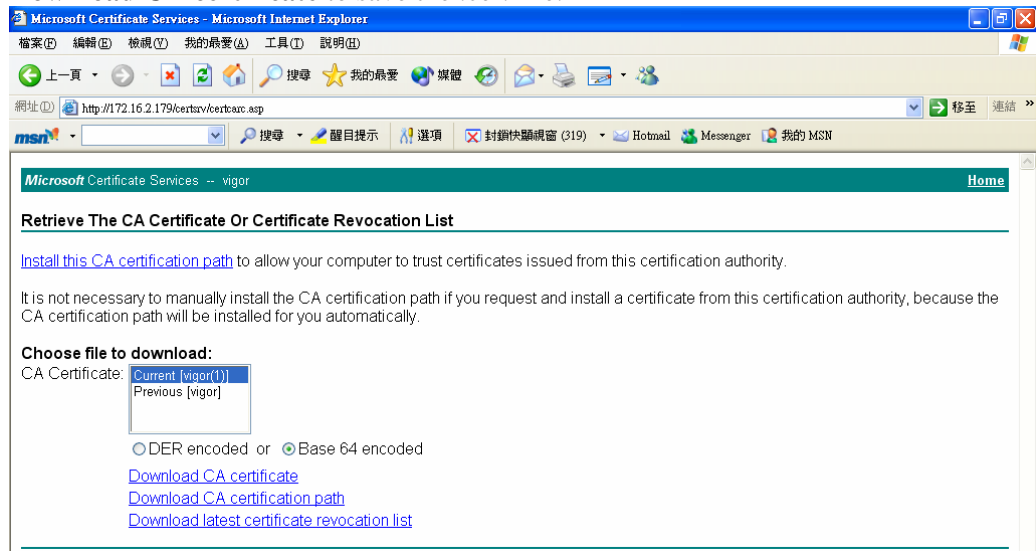 Microsoft Certificate Services - Microsoft Internet Explorer
檔案(F) 編輯(E) 檢視(V) 我的最愛(A) 工具(T) 說明(H)
上一頁 搜尋 我的最愛 媒體
網址(D) http://172.16.2.179/certsrv/certcarc.asp 移至 連結 »
msn 搜尋 醒目提示 選項 封鎖快顯視窗 (319) Hotmail Messenger 我的 MSN
Microsoft Certificate Services -- vigor Home
Retrieve The CA Certificate Or Certificate Revocation List
Install this CA certification path to allow your computer to trust certificates issued from this certification authority.
It is not necessary to manually install the CA certification path if you request and install a certificate from this certification authority, because the
CA certification path will be installed for you automatically.
Choose file to download:
CA Certificate: Current [vigor(1)]
Previous [vigor]
DER encoded or Base 64 encoded
Download CA certificate
Download CA certification path
Download latest certificate revocation list